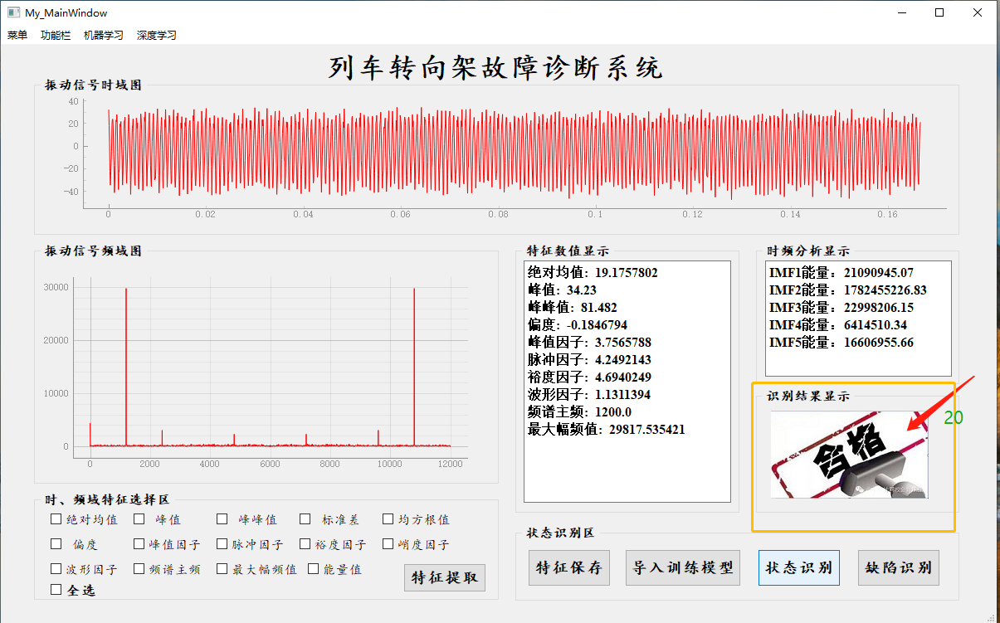 My_MainWindow
菜单 功能栏 机器学习 深度学习
列车转向架故障诊断系统
振动信号时域图
40
20
0
-20
-40
0 0.02 0.04 0.06 0.08 0.1 0.12 0.14 0.16
振动信号频域图
30000
20000
10000
0
0 2000 4000 6000 8000 10000 12000
特征数值显示
绝对均值: 19.1757802
峰值: 34.23
峰峰值: 81.482
偏度: -0.1846794
峰值因子: 3.7565788
脉冲因子: 4.2492143
裕度因子: 4.6940249
波形因子: 1.1311394
频谱主频: 1200.0
最大幅频值: 29817.535421
时频分析显示
IMF1能量: 21090945.07
IMF2能量: 1782455226.83
IMF3能量: 22998206.15
IMF4能量: 6414510.34
IMF5能量: 16606955.66
识别结果显示
20
合格
时、频域特征选择区
绝对均值 峰值 峰峰值 标准差 均方根值
偏度 峰值因子 脉冲因子 裕度因子 峭度因子
波形因子 频谱主频 最大幅频值 能量值
全选
特征提取
状态识别区
特征保存 导入训练模型 状态识别 缺陷识别